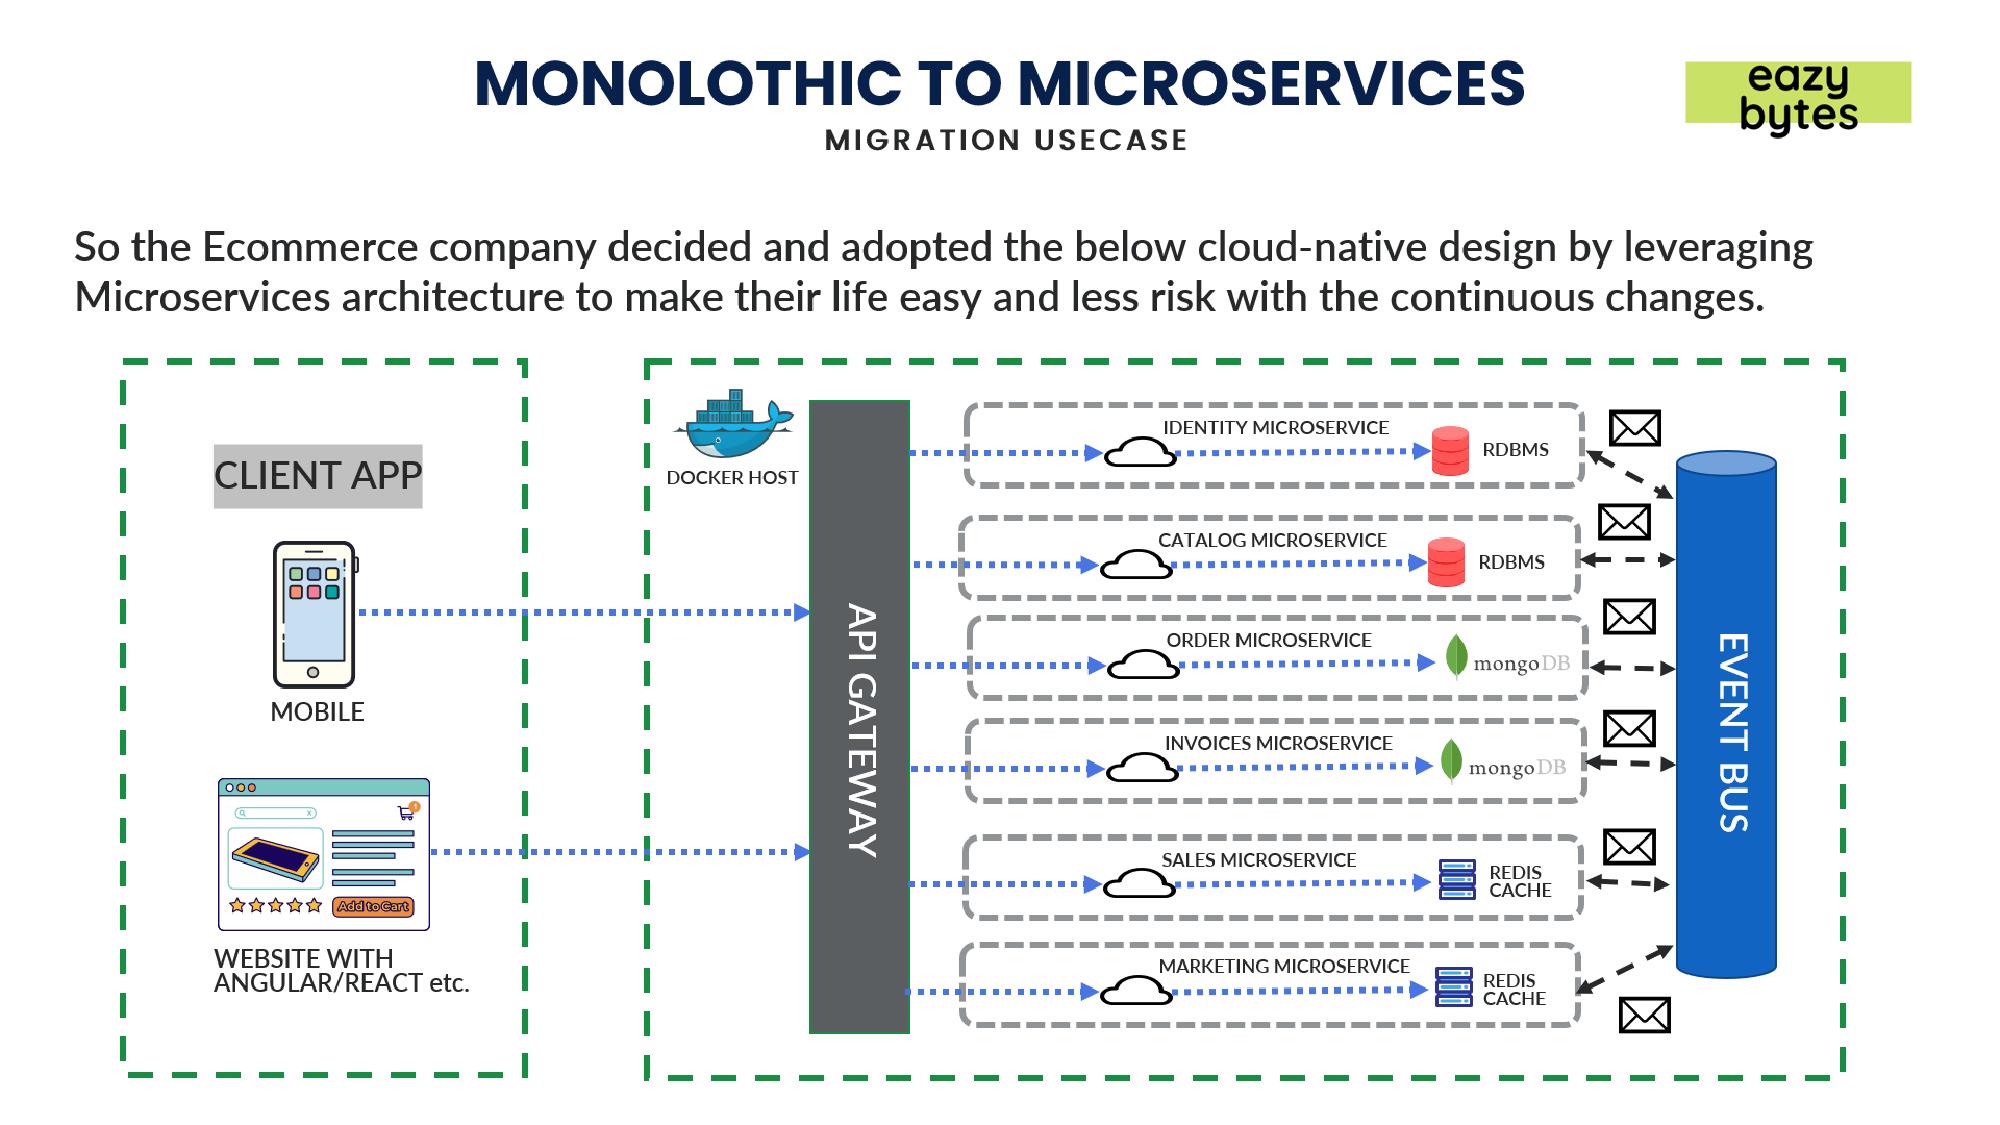 MONOLOTHIC TO MICROSERVICES
MIGRATION USECASE
eazy
bytes
So the Ecommerce company decided and adopted the below cloud-native design by leveraging
Microservices architecture to make their life easy and less risk with the continuous changes.
CLIENT APP
MOBILE
Add to Cart
WEBSITE WITH
ANGULAR/REACT etc.
DOCKER HOST
API GATEWAY
IDENTITY MICROSERVICE
RDBMS
CATALOG MICROSERVICE
RDBMS
ORDER MICROSERVICE
mongoDB
INVOICES MICROSERVICE
mongoDB
SALES MICROSERVICE
REDIS
CACHE
MARKETING MICROSERVICE
REDIS
CACHE
EVENT BUS